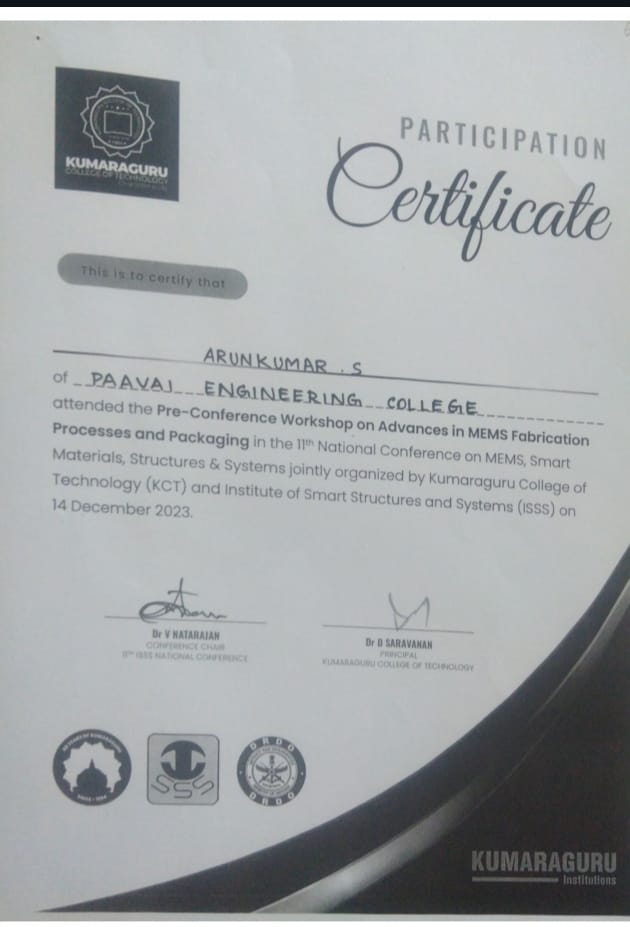 KUMARAGURU
COLLEGE OF TECHNOLOGY
PARTICIPATION
Certificate
This is to certify that
ARUNKUMAR . S
of PAAVAI ENGINEERING COLLEGE
attended the Pre-Conference Workshop on Advances in MEMS Fabrication
Processes and Packaging in the 11th National Conference on MEMS, Smart
Materials, Structures & Systems jointly organized by Kumaraguru College of
Technology (KCT) and Institute of Smart Structures and Systems (ISSS) on
14 December 2023.
Dr V NATARAJAN
CONFERENCE CHAIR
11TH ISSS NATIONAL CONFERENCE
Dr D SARAVANAN
PRINCIPAL
KUMARAGURU COLLEGE OF TECHNOLOGY
DRDO
DRDO
KUMARAGURU
Institutions